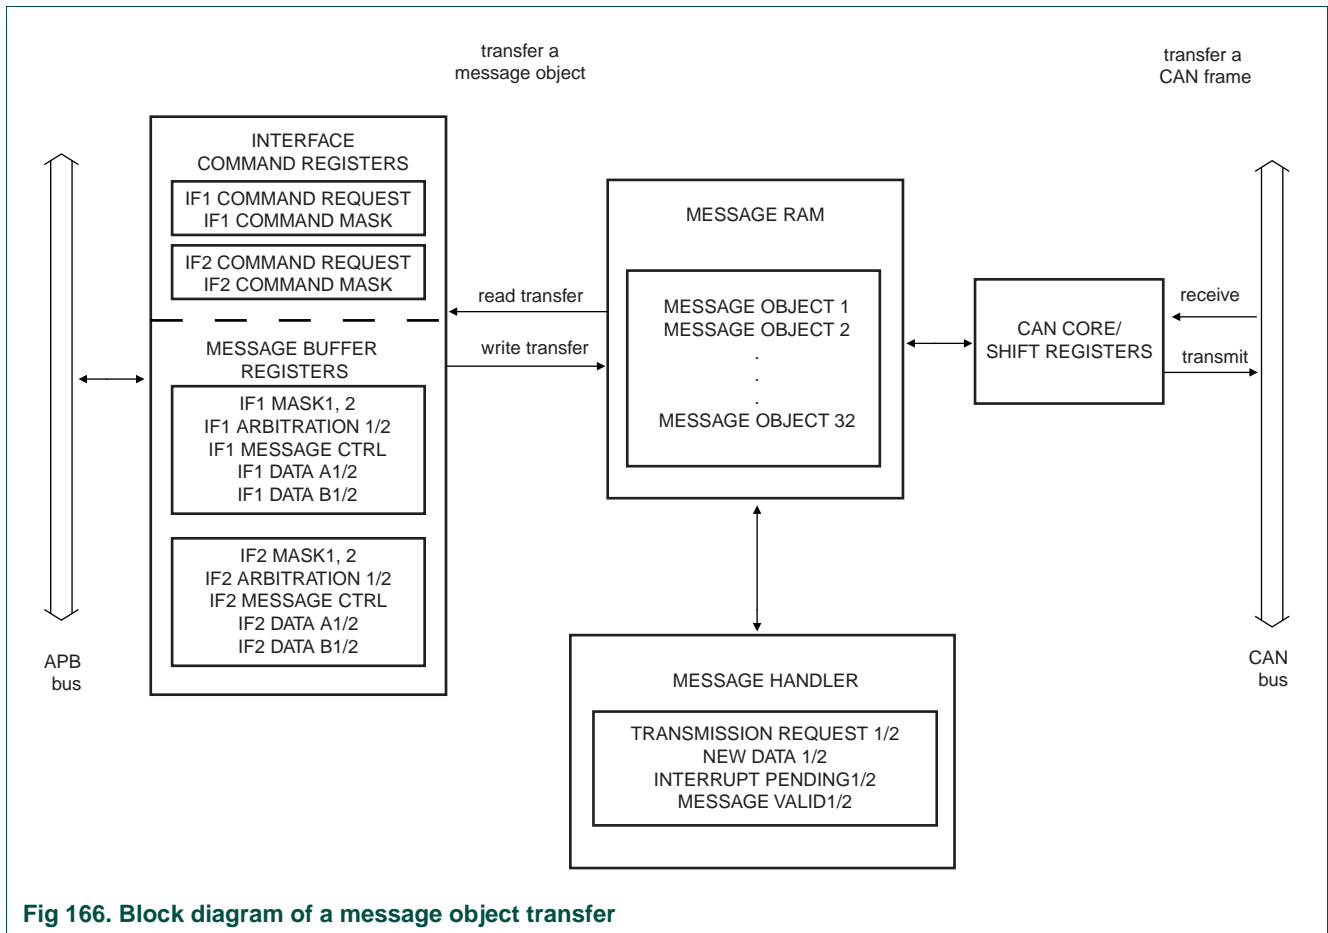 transfer a
message object
transfer a
CAN frame
INTERFACE
COMMAND REGISTERS
IF1 COMMAND REQUEST
IF1 COMMAND MASK
IF2 COMMAND REQUEST
IF2 COMMAND MASK
MESSAGE BUFFER
REGISTERS
IF1 MASK1, 2
IF1 ARBITRATION 1/2
IF1 MESSAGE CTRL
IF1 DATA A1/2
IF1 DATA B1/2
IF2 MASK1, 2
IF2 ARBITRATION 1/2
IF2 MESSAGE CTRL
IF2 DATA A1/2
IF2 DATA B1/2
APB
bus
read transfer
write transfer
MESSAGE RAM
MESSAGE OBJECT 1
MESSAGE OBJECT 2
.
.
.
MESSAGE OBJECT 32
CAN CORE/
SHIFT REGISTERS
receive
transmit
CAN
bus
MESSAGE HANDLER
TRANSMISSION REQUEST 1/2
NEW DATA 1/2
INTERRUPT PENDING1/2
MESSAGE VALID1/2
Fig 166. Block diagram of a message object transfer